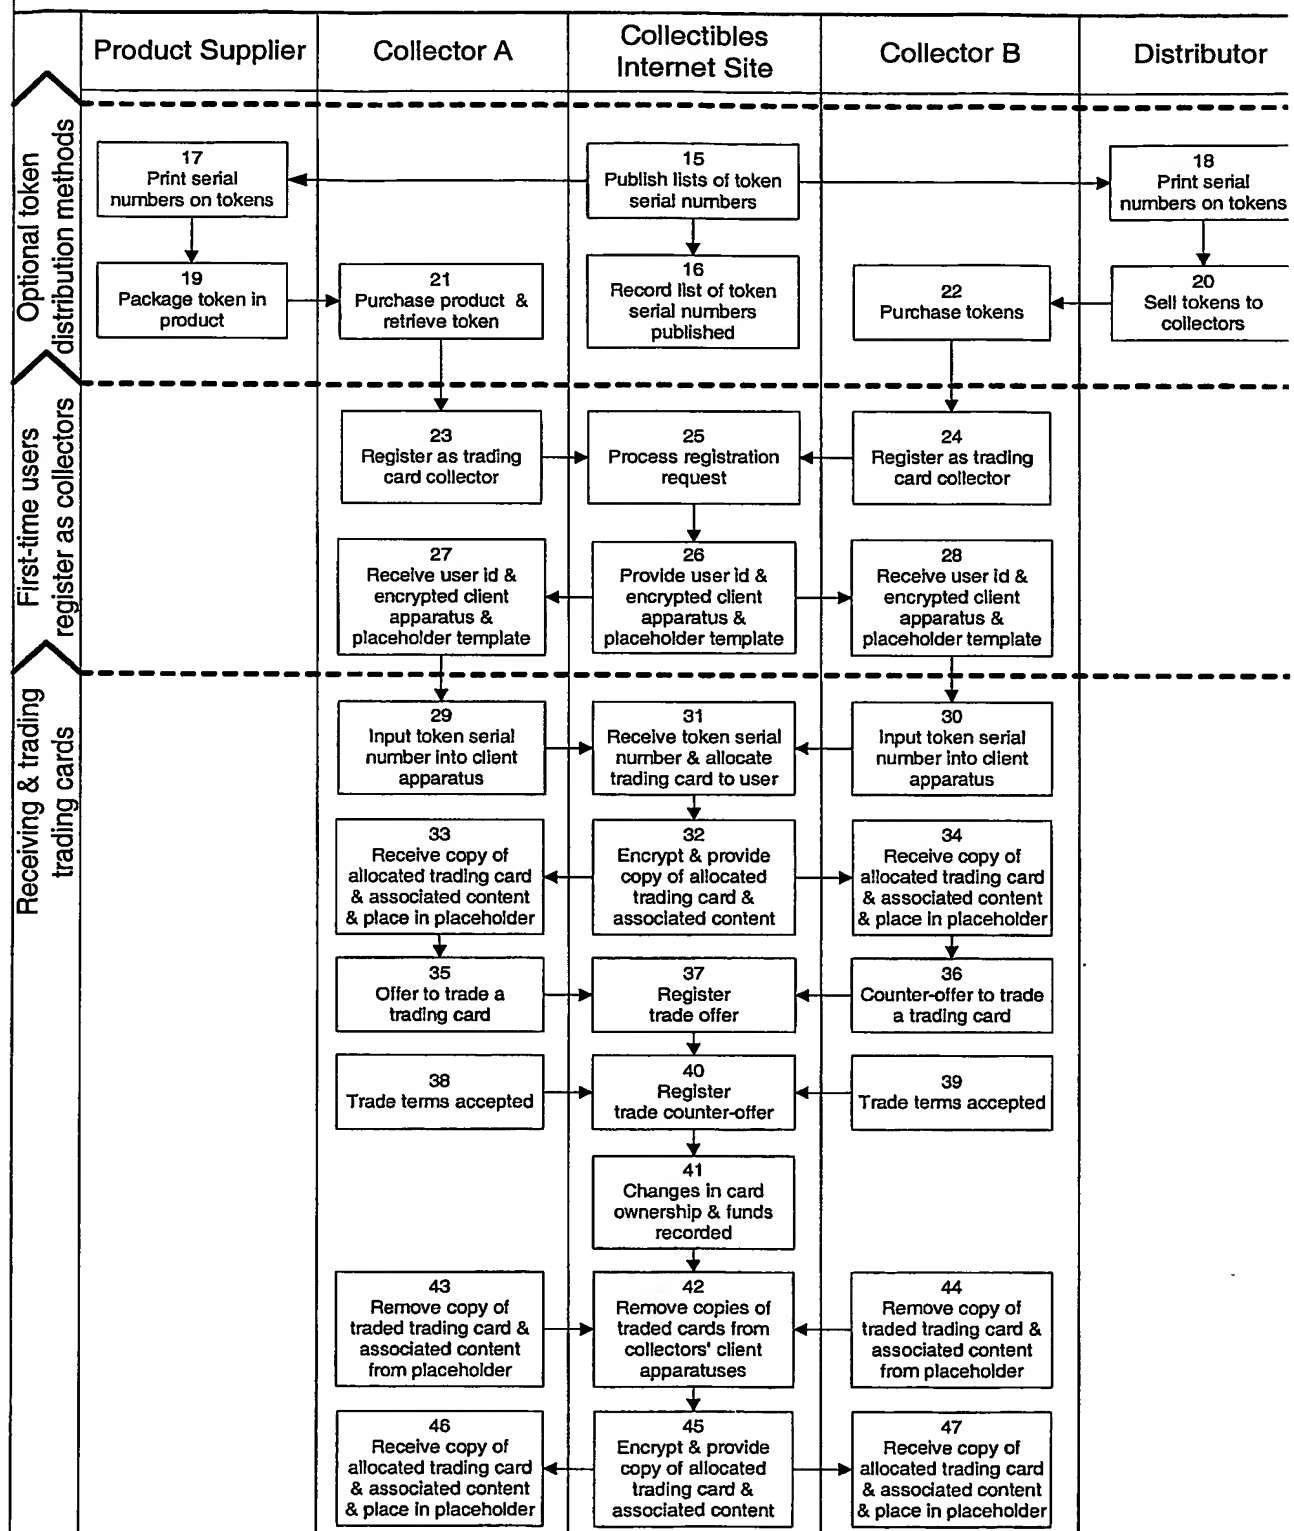 Product Supplier
Collector A
Collectibles
Internet Site
Collector B
Distributor
Optional token
distribution methods
17
Print serial
numbers on tokens
15
Publish lists of token
serial numbers
18
Print serial
numbers on tokens
19
Package token in
product
21
Purchase product &
retrieve token
16
Record list of token
serial numbers
published
22
Purchase tokens
20
Sell tokens to
collectors
First-time users
register as collectors
23
Register as trading
card collector
25
Process registration
request
24
Register as trading
card collector
27
Receive user id &
encrypted client
apparatus &
placeholder template
26
Provide user id &
encrypted client
apparatus &
placeholder template
28
Receive user id &
encrypted client
apparatus &
placeholder template
Receiving & trading
trading cards
29
Input token serial
number into client
apparatus
31
Receive token serial
number & allocate
trading card to user
30
Input token serial
number into client
apparatus
33
Receive copy of
allocated trading card
& associated content
& place in placeholder
32
Encrypt & provide
copy of allocated
trading card &
associated content
34
Receive copy of
allocated trading card
& associated content
& place in placeholder
35
Offer to trade a
trading card
37
Register
trade offer
36
Counter-offer to trade
a trading card
38
Trade terms accepted
40
Register
trade counter-offer
39
Trade terms accepted
41
Changes in card
ownership & funds
recorded
43
Remove copy of
traded trading card &
associated content
from placeholder
42
Remove copies of
traded cards from
collectors' client
apparatuses
44
Remove copy of
traded trading card &
associated content
from placeholder
46
Receive copy of
allocated trading card
& associated content
& place in placeholder
45
Encrypt & provide
copy of allocated
trading card &
associated content
47
Receive copy of
allocated trading card
& associated content
& place in placeholder